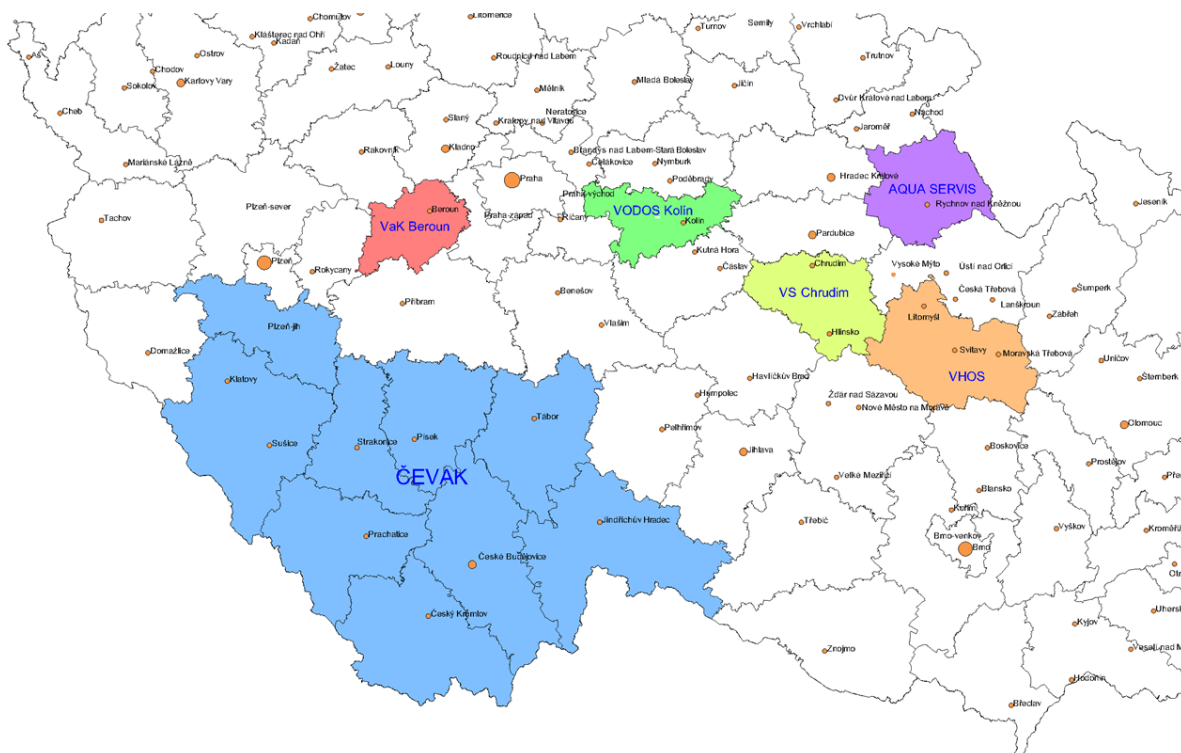 Chomutov
Litoměřice
Turnov
Semily
Vrchlabí
Klášterec nad Ohří
Kadaň
Aš
Ostrov
Žatec
Louny
Roudnice nad Labem
Trutnov
Chodov
Karlovy Vary
Sokolov
Mělník
Mladá Boleslav
Jičín
Dvůr Králové nad Labem
Cheb
Slaný
Kralupy nad Vltavou
Neratovice
Náchod
Jaroměř
Mariánské Lázně
Rakovník
Kladno
Brandýs nad Labem-Stará Boleslav
Čelákovice
Nymburk
Praha
Poděbrady
Hradec Králové
AQUA SERVIS
Praha-východ
Rychnov nad Kněžnou
Jeseník
Plzeň-sever
Beroun
VaK Beroun
Praha-západ
Říčany
VODOS Kolín
Kolín
Tachov
Pardubice
Plzeň
Rokycany
Kutná Hora
Čáslav
Chrudim
Vysoké Mýto
Ústí nad Orlicí
Příbram
Benešov
VS Chrudim
Česká Třebová
Lanškroun
Šumperk
Litomyšl
Zábřeh
Plzeň-jih
Vlašim
Hlinsko
Domažlice
Svitavy
Moravská Třebová
Uničov
VHOS
Klatovy
Havlíčkův Brod
Šternberk
Humpolec
Žďár nad Sázavou
Nové Město na Moravě
Tábor
Olomouc
Sušice
Strakonice
Písek
Pelhřimov
Jihlava
Boskovice
Prostějov
ČEVAK
Velké Meziříčí
Blansko
Kuřim
Jindřichův Hradec
Třebíč
Vyškov
Kroměříž
Prachatice
České Budějovice
Brno-venkov
Brno
Český Krumlov
Kyjov
Znojmo
Hodonín
Břeclav